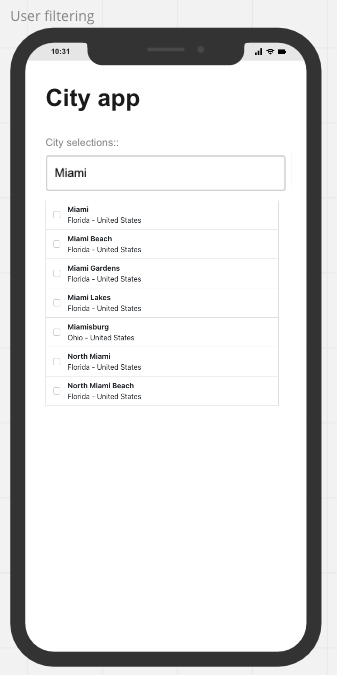 User filtering
10:31
City app
City selections::
Miami
Miami
Florida - United States
Miami Beach
Florida - United States
Miami Gardens
Florida - United States
Miami Lakes
Florida - United States
Miamisburg
Ohio - United States
North Miami
Florida - United States
North Miami Beach
Florida - United States